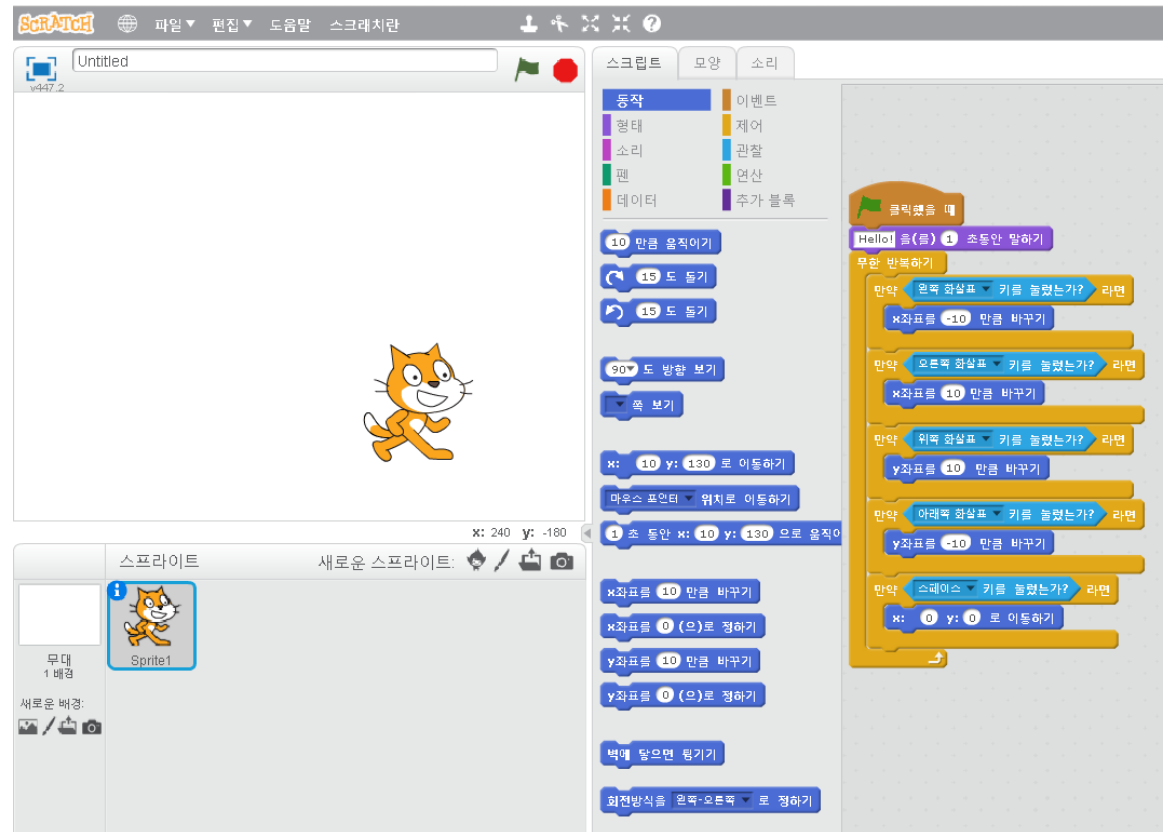 SCRATCH 파일▼ 편집▼ 도움말 스크래치란
Untitled
v447.2
x: 240 y: -180
스프라이트 새로운 스프라이트:
Sprite1
무대
1 배경
새로운 배경:
스크립트 모양 소리
동작 이벤트
형태 제어
소리 관찰
펜 연산
데이터 추가 블록
10 만큼 움직이기
15 도 돌기
15 도 돌기
90▼ 도 방향 보기
쪽 보기
x: 10 y: 130 로 이동하기
마우스 포인터 위치로 이동하기
1 초 동안 x: 10 y: 130 으로 움직이
x좌표를 10 만큼 바꾸기
x좌표를 0 (으)로 정하기
y좌표를 10 만큼 바꾸기
y좌표를 0 (으)로 정하기
벽에 닿으면 튕기기
회전방식을 왼쪽-오른쪽 로 정하기
클릭했을 때
Hello! 을(를) 1 초동안 말하기
무한 반복하기
만약 왼쪽 화살표 키를 눌렀는가? 라면
x좌표를 -10 만큼 바꾸기
만약 오른쪽 화살표 키를 눌렀는가? 라면
x좌표를 10 만큼 바꾸기
만약 위쪽 화살표 키를 눌렀는가? 라면
y좌표를 10 만큼 바꾸기
만약 아래쪽 화살표 키를 눌렀는가? 라면
y좌표를 -10 만큼 바꾸기
만약 스페이스 키를 눌렀는가? 라면
x: 0 y: 0 로 이동하기